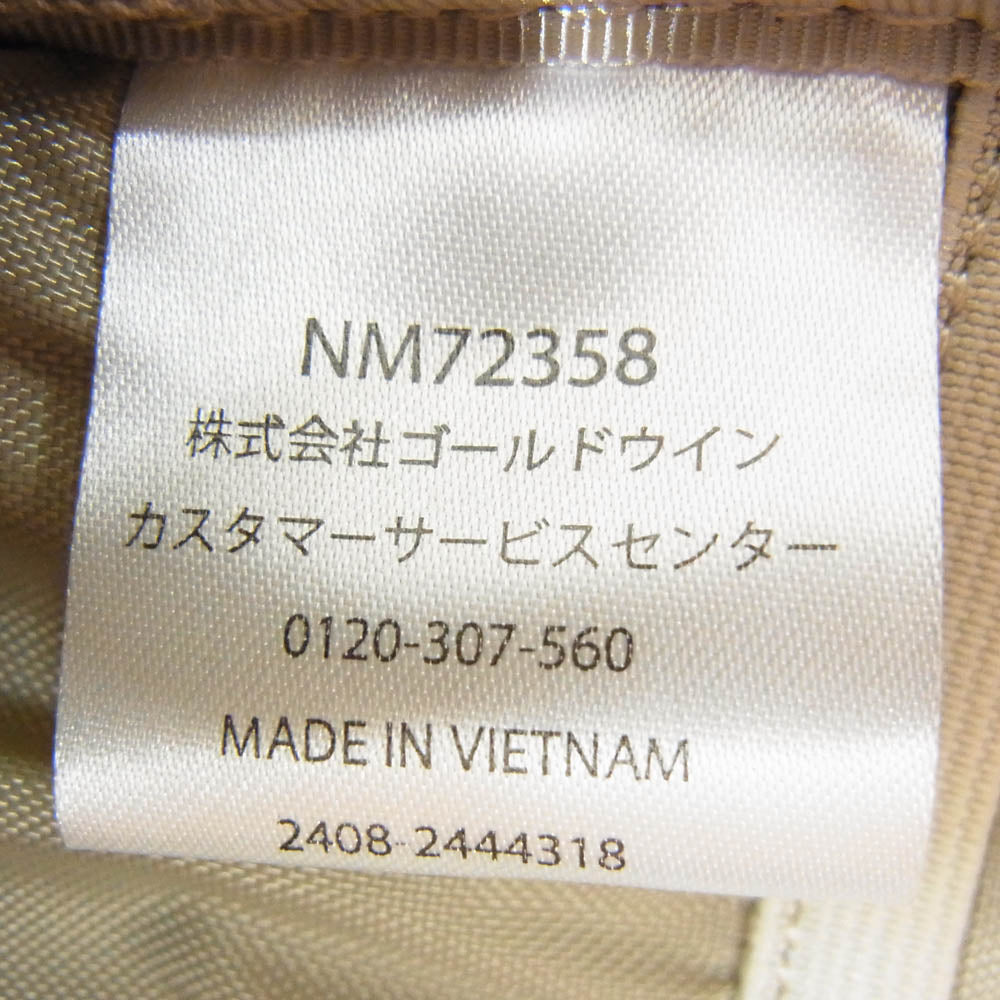 NM72358
株式会社ゴールドウイン
カスタマーサービスセンター
0120-307-560
MADE IN VIETNAM
2408-2444318